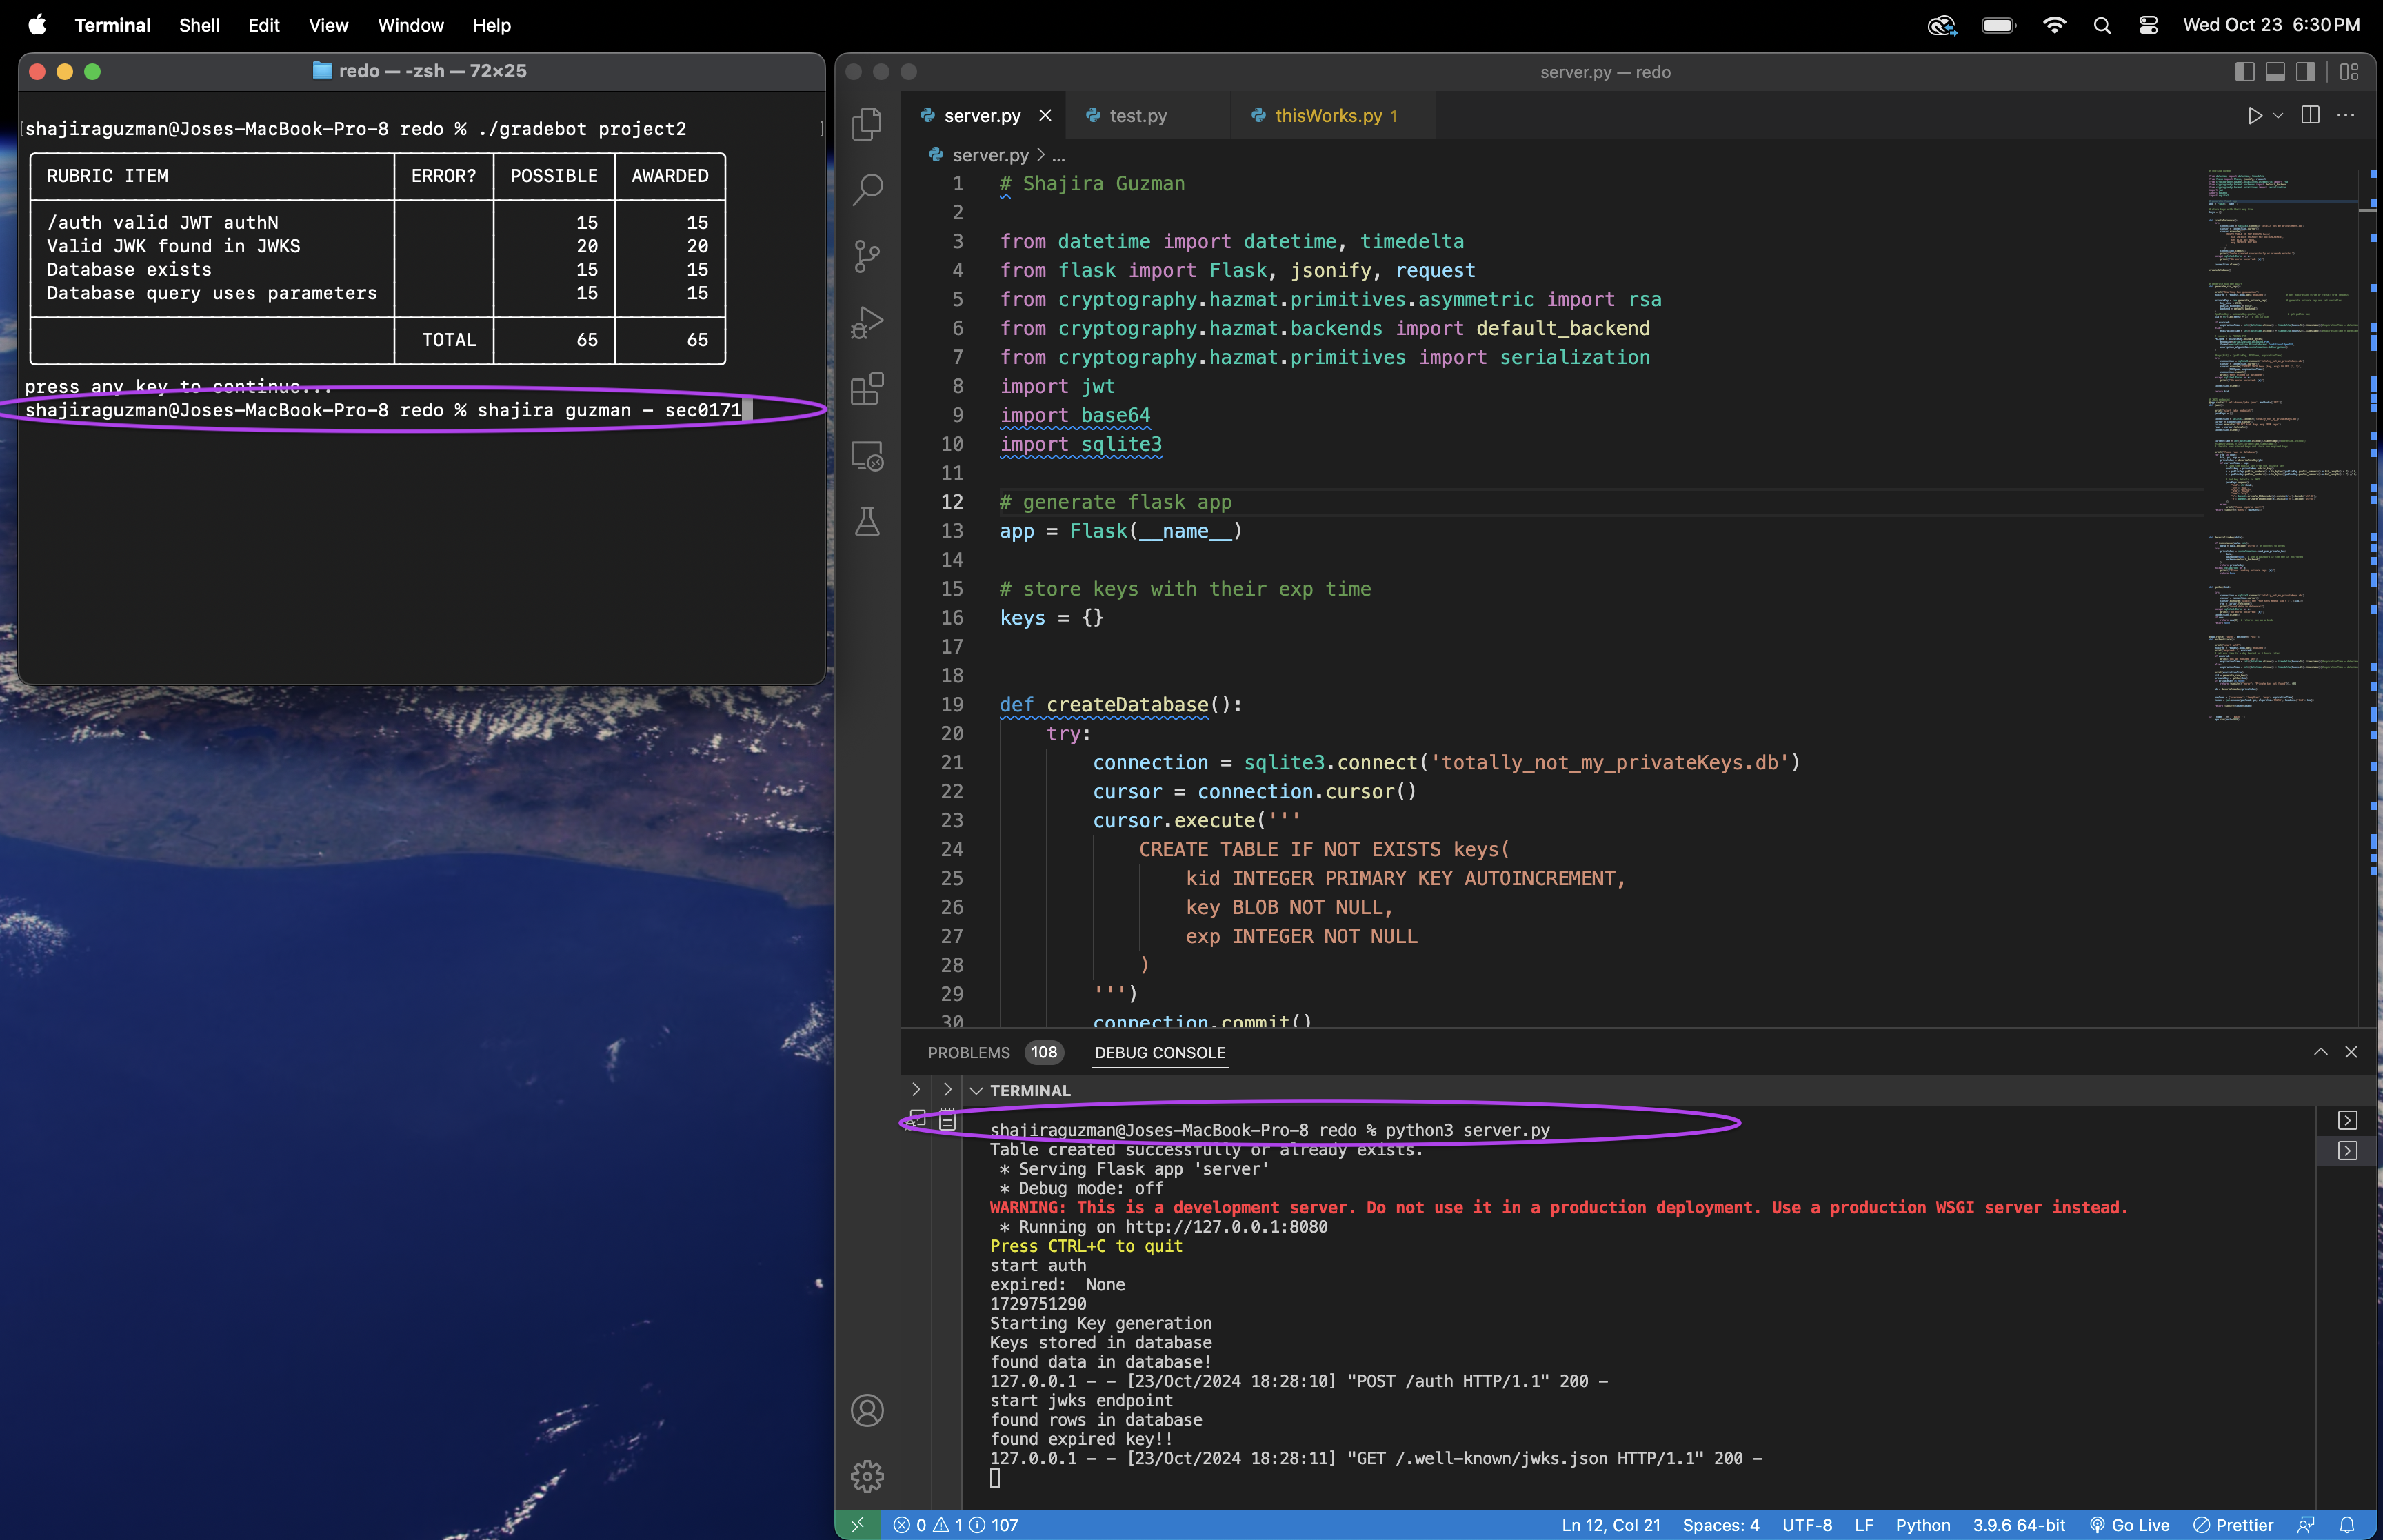 Terminal Shell Edit View Window Help
Wed Oct 23 6:30 PM
redo — -zsh — 72×25
[shajiraguzman@Joses-MacBook-Pro-8 redo % ./gradebot project2 ]
RUBRIC ITEM ERROR? POSSIBLE AWARDED
/auth valid JWT authN 15 15
Valid JWK found in JWKS 20 20
Database exists 15 15
Database query uses parameters 15 15
TOTAL 65 65
press any key to continue...
shajiraguzman@Joses-MacBook-Pro-8 redo % shajira guzman - sec0171
server.py — redo
server.py test.py thisWorks.py 1
server.py > ...
1 # Shajira Guzman
2
3 from datetime import datetime, timedelta
4 from flask import Flask, jsonify, request
5 from cryptography.hazmat.primitives.asymmetric import rsa
6 from cryptography.hazmat.backends import default_backend
7 from cryptography.hazmat.primitives import serialization
8 import jwt
9 import base64
10 import sqlite3
11
12 # generate flask app
13 app = Flask(__name__)
14
15 # store keys with their exp time
16 keys = {}
17
18
19 def createDatabase():
20 try:
21 connection = sqlite3.connect('totally_not_my_privateKeys.db')
22 cursor = connection.cursor()
23 cursor.execute('''
24 CREATE TABLE IF NOT EXISTS keys(
25 kid INTEGER PRIMARY KEY AUTOINCREMENT,
26 key BLOB NOT NULL,
27 exp INTEGER NOT NULL
28 )
29 ''')
30 connection.commit()
PROBLEMS 108 DEBUG CONSOLE
TERMINAL
shajiraguzman@Joses-MacBook-Pro-8 redo % python3 server.py
Table created successfully or already exists.
* Serving Flask app 'server'
* Debug mode: off
WARNING: This is a development server. Do not use it in a production deployment. Use a production WSGI server instead.
* Running on http://127.0.0.1:8080
Press CTRL+C to quit
start auth
expired: None
1729751290
Starting Key generation
Keys stored in database
found data in database!
127.0.0.1 - - [23/Oct/2024 18:28:10] "POST /auth HTTP/1.1" 200 -
start jwks endpoint
found rows in database
found expired key!!
127.0.0.1 - - [23/Oct/2024 18:28:11] "GET /.well-known/jwks.json HTTP/1.1" 200 -
0 1 107 Ln 12, Col 21 Spaces: 4 UTF-8 LF Python 3.9.6 64-bit Go Live Prettier